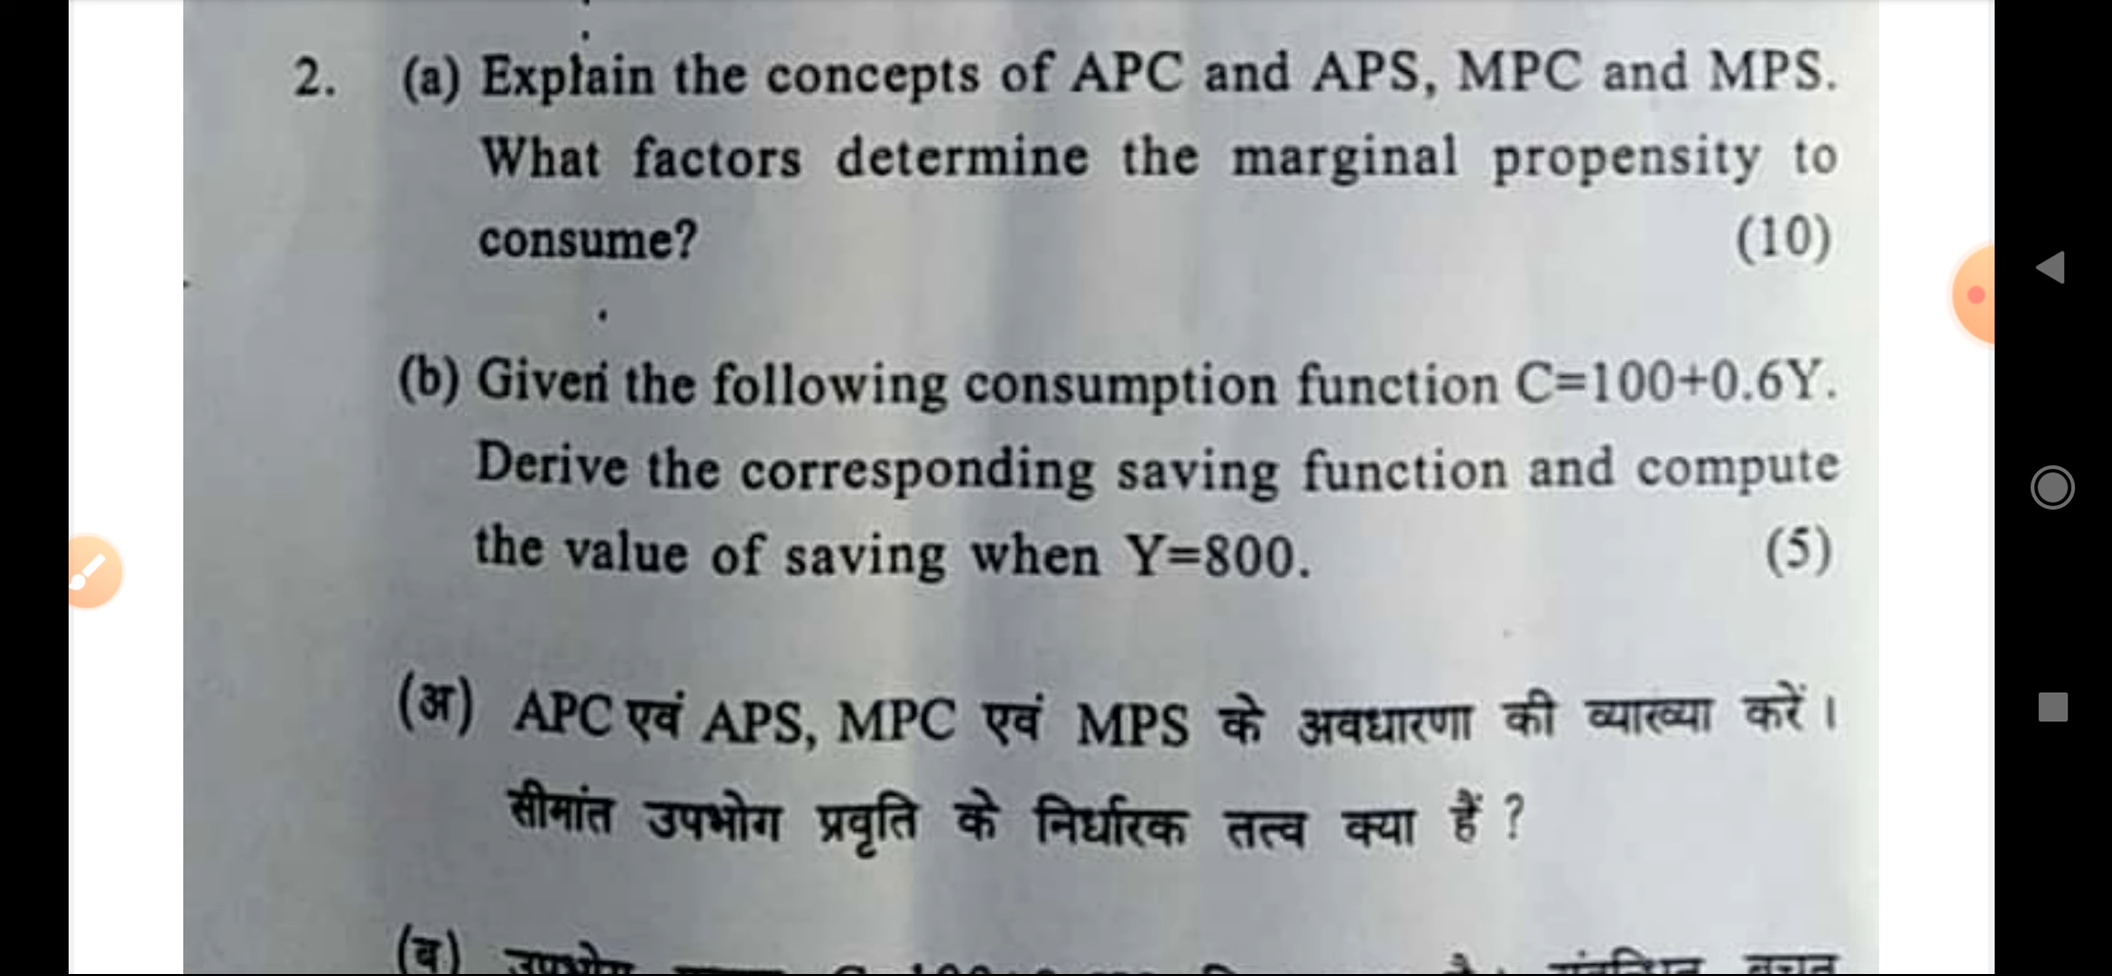 2. (a) Explain the concepts of APC and APS, MPC and MPS.
What factors determine the marginal propensity to
consume? (10)
(b) Given the following consumption function C=100+0.6Y.
Derive the corresponding saving function and compute
the value of saving when Y=800. (5)
(अ) APC एवं APS, MPC एवं MPS के अवधारणा की व्याख्या करें।
सीमांत उपभोग प्रवृति के निर्धारक तत्व क्या हैं ?
(ब) उपभोग